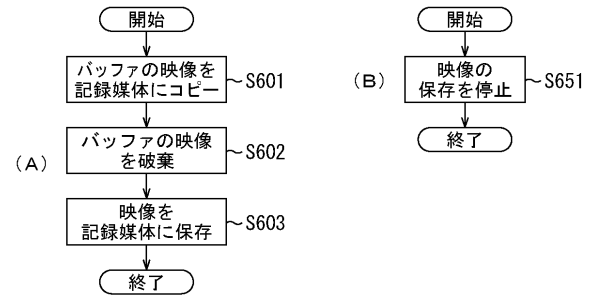 開始
バッファの映像を
記録媒体にコピー
S601
バッファの映像
を破棄
S602
(A)
映像を
記録媒体に保存
S603
終了
開始
(B)
映像の
保存を停止
S651
終了